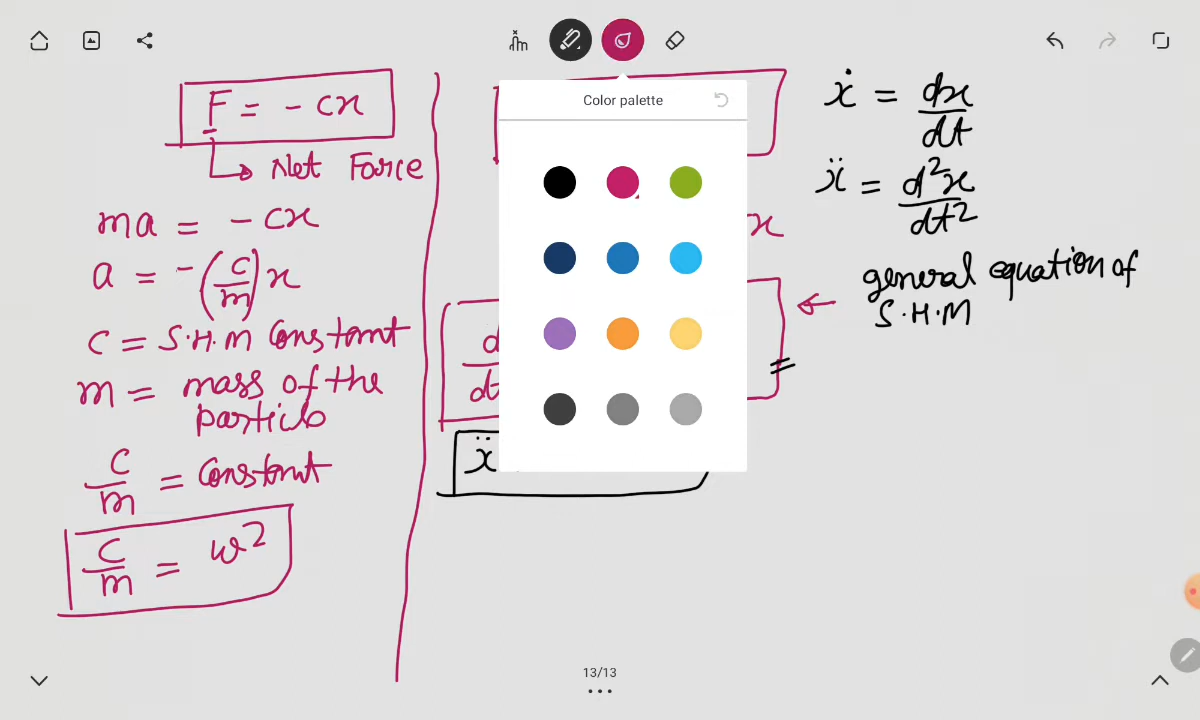 F = - cx
Net Force
ma = - cx
a = -(c/m)x
c = S.H.M Constant
m = mass of the
particle
c/m = Constant
c/m = ω²
Color palette
x
d
dt
ẍ
ẋ = dx/dt
ẍ = d²x/dt²
general equation of
S.H.M
13/13